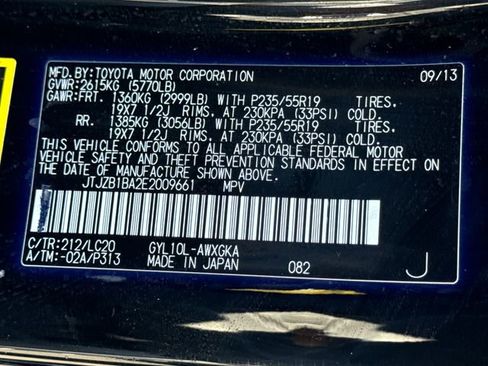 MFD.BY:TOYOTA MOTOR CORPORATION 09/13
GVWR:2615KG (5770LB)
GAWR:FRT. 1360KG (2999LB) WITH P235/55R19 TIRES.
19X7 1/2J RIMS. AT 230KPA (33PSI) COLD.
RR. 1385KG (3056LB) WITH P235/55R19 TIRES.
19X7 1/2J RIMS. AT 230KPA (33PSI) COLD.
THIS VEHICLE CONFORMS TO ALL APPLICABLE FEDERAL MOTOR
VEHICLE SAFETY AND THEFT PREVENTION STANDARDS IN EFFECT ON
THE DATE OF MANUFACTURE SHOWN ABOVE.
JTJZB1BA2E2009661 MPV
C/TR:212/LC20 GYL10L-AWXGKA
A/TM:-02A/P313 MADE IN JAPAN 082 J